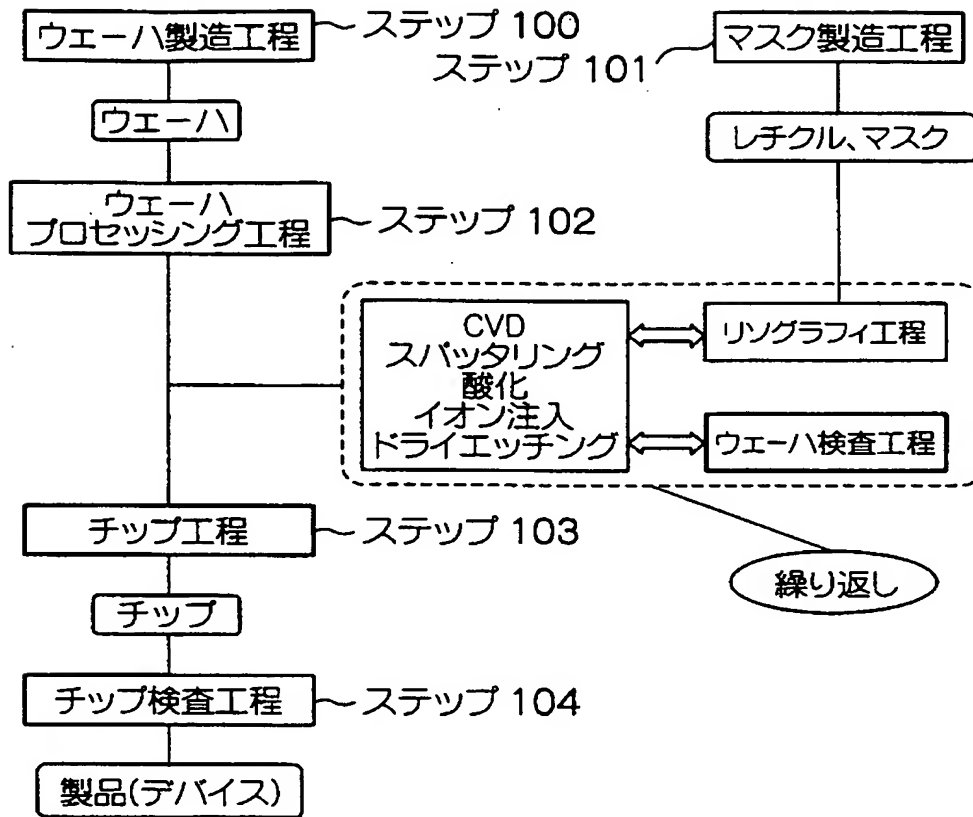 ウェーハ製造工程
ステップ 100
ステップ 101
マスク製造工程
ウェーハ
レチクル、マスク
ウェーハ
プロセッシング工程
ステップ 102
CVD
スパッタリング
酸化
イオン注入
ドライエッチング
リソグラフィ工程
ウェーハ検査工程
チップ工程
ステップ 103
繰り返し
チップ
チップ検査工程
ステップ 104
製品(デバイス)